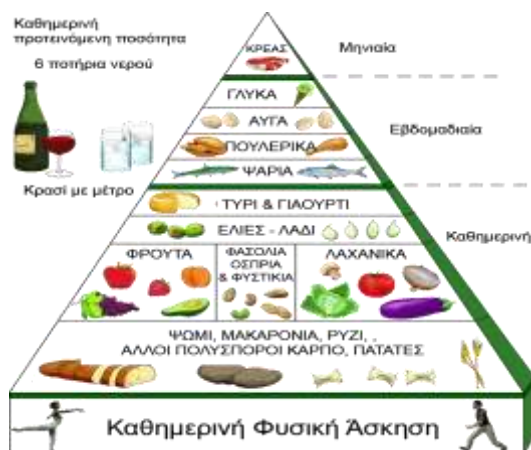 Καθημερινή
προτεινόμενη ποσότητα
6 ποτήρια νερού
Κρασί με μέτρο
ΚΡΕΑΣ
Μηνιαία
ΓΛΥΚΑ
ΑΥΓΑ
Εβδομαδιαία
ΠΟΥΛΕΡΙΚΑ
ΨΑΡΙΑ
ΤΥΡΙ & ΓΙΑΟΥΡΤΙ
ΕΛΙΕΣ - ΛΑΔΙ
Καθημερινή
ΦΡΟΥΤΑ
ΦΑΣΟΛΙΑ
ΟΣΠΡΙΑ
& ΦΥΣΤΙΚΙΑ
ΛΑΧΑΝΙΚΑ
ΨΩΜΙ, ΜΑΚΑΡΟΝΙΑ, ΡΥΖΙ, ,
ΑΛΛΟΙ ΠΟΛΥΣΠΟΡΟΙ ΚΑΡΠΟ, ΠΑΤΑΤΕΣ
Καθημερινή Φυσική Άσκηση